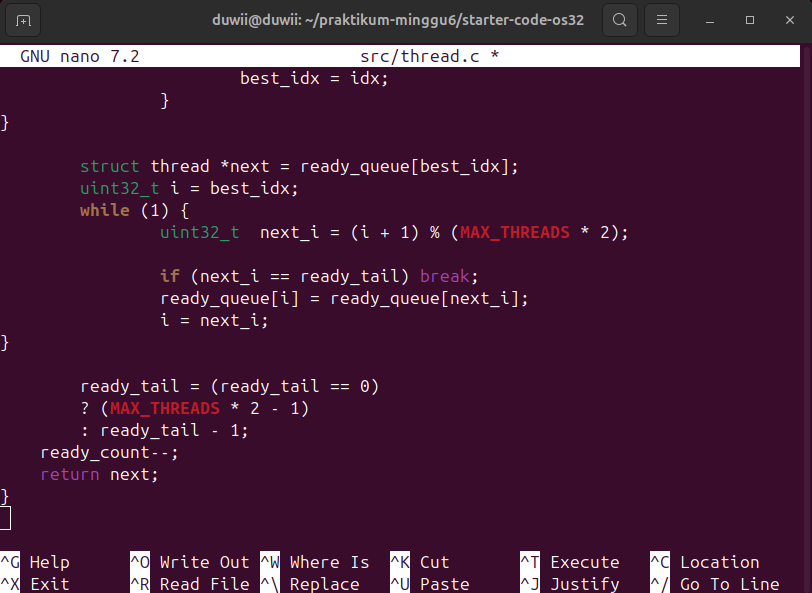 duwii@duwii: ~/praktikum-minggu6/starter-code-os32
GNU nano 7.2                      src/thread.c *
                        best_idx = idx;
                }
}

        struct thread *next = ready_queue[best_idx];
        uint32_t i = best_idx;
        while (1) {
                uint32_t  next_i = (i + 1) % (MAX_THREADS * 2);

                if (next_i == ready_tail) break;
                ready_queue[i] = ready_queue[next_i];
                i = next_i;
}

        ready_tail = (ready_tail == 0)
        ? (MAX_THREADS * 2 - 1)
        : ready_tail - 1;
    ready_count--;
    return next;
}
^G Help      ^O Write Out ^W Where Is  ^K Cut       ^T Execute   ^C Location
^X Exit      ^R Read File ^\ Replace   ^U Paste     ^J Justify   ^/ Go To Line